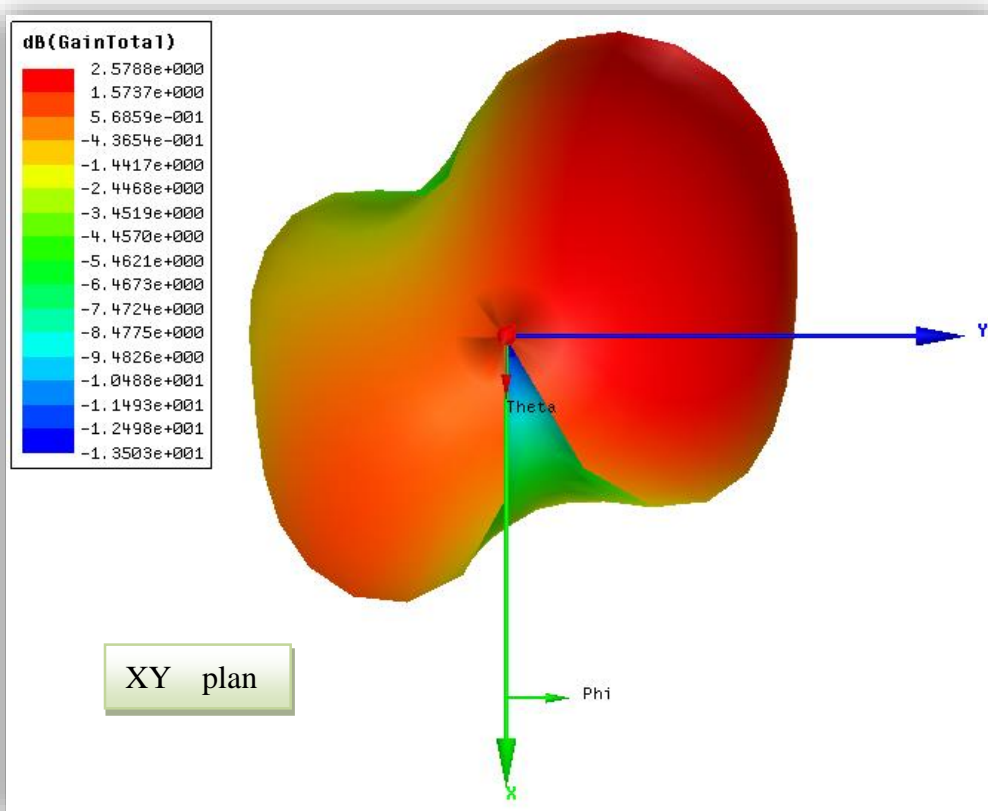 dB(GainTotal)
2.5788e+000
1.5737e+000
5.6859e-001
-4.3654e-001
-1.4417e+000
-2.4468e+000
-3.4519e+000
-4.4570e+000
-5.4621e+000
-6.4673e+000
-7.4724e+000
-8.4775e+000
-9.4826e+000
-1.0488e+001
-1.1493e+001
-1.2498e+001
-1.3503e+001
Y
Theta
XY plan
Phi
X